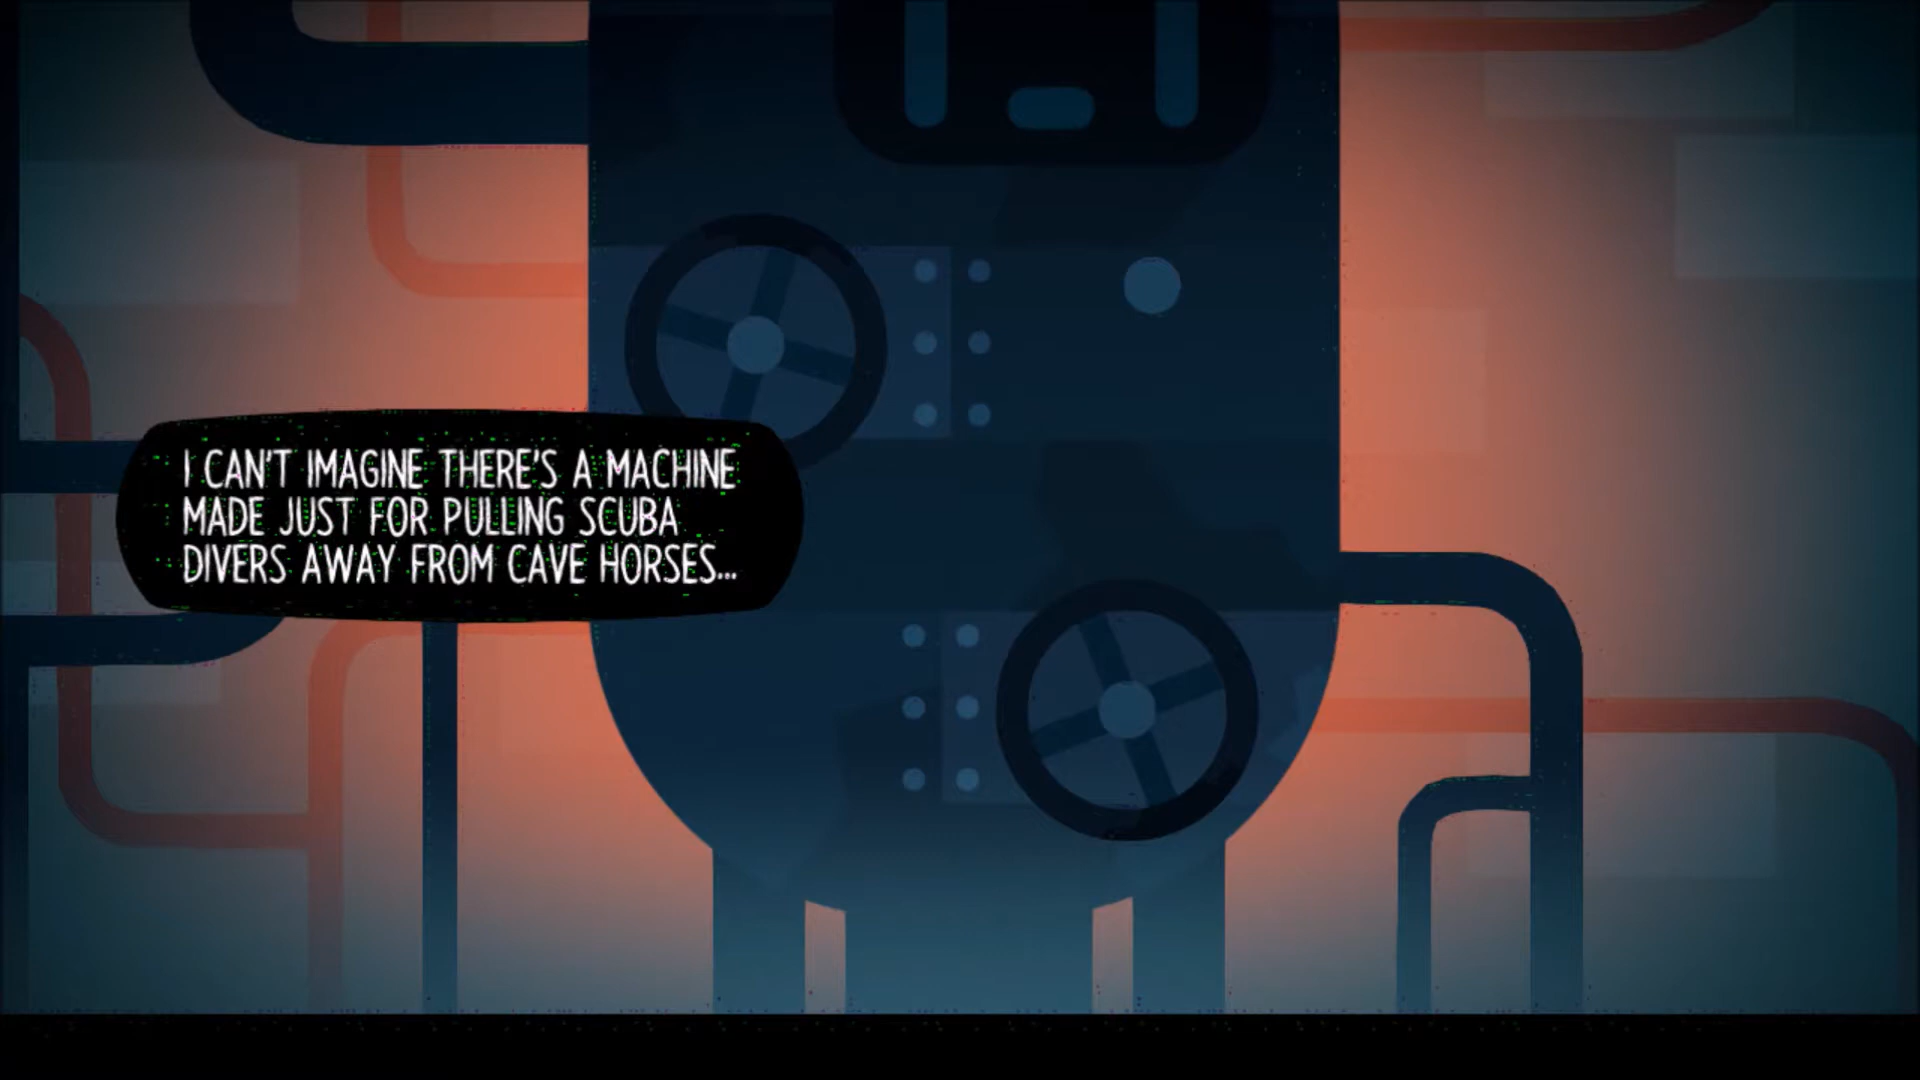 I CAN'T IMAGINE THERE'S A MACHINE
MADE JUST FOR PULLING SCUBA
DIVERS AWAY FROM CAVE HORSES...